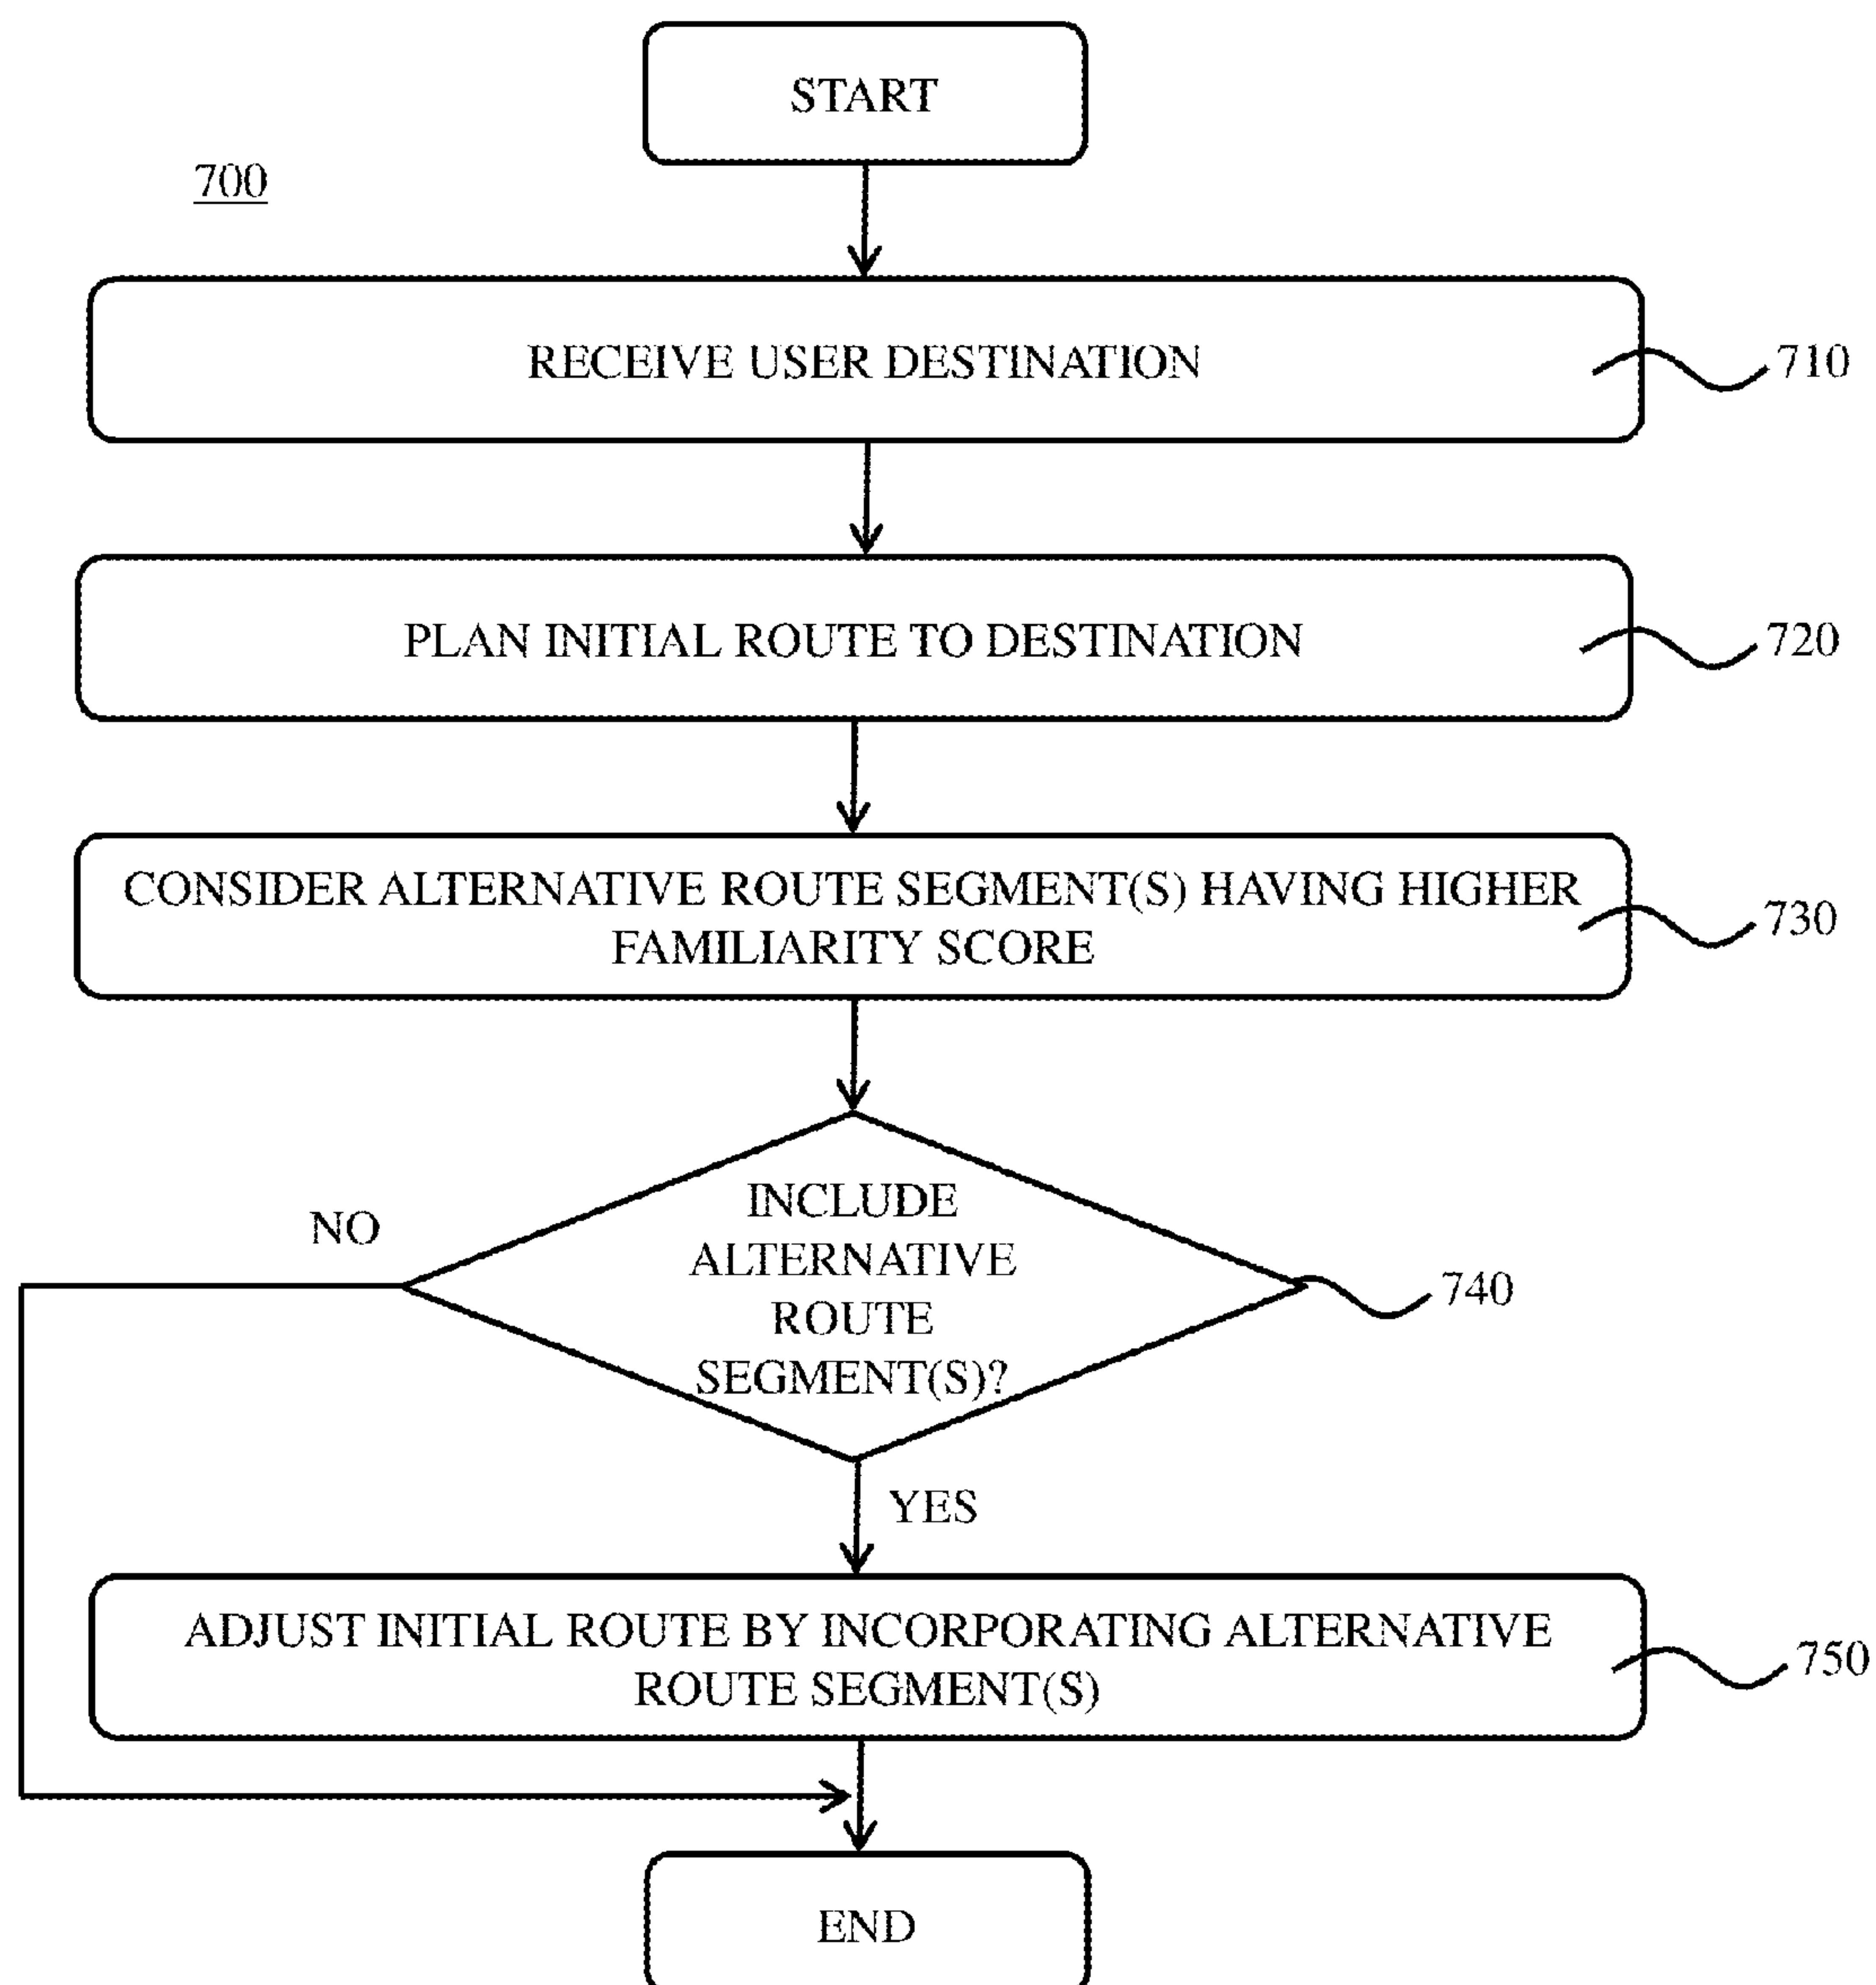 START
700
RECEIVE USER DESTINATION
710
PLAN INITIAL ROUTE TO DESTINATION
720
CONSIDER ALTERNATIVE ROUTE SEGMENT(S) HAVING HIGHER
FAMILIARITY SCORE
730
INCLUDE
ALTERNATIVE
ROUTE
SEGMENT(S)?
NO
740
YES
ADJUST INITIAL ROUTE BY INCORPORATING ALTERNATIVE
ROUTE SEGMENT(S)
750
END